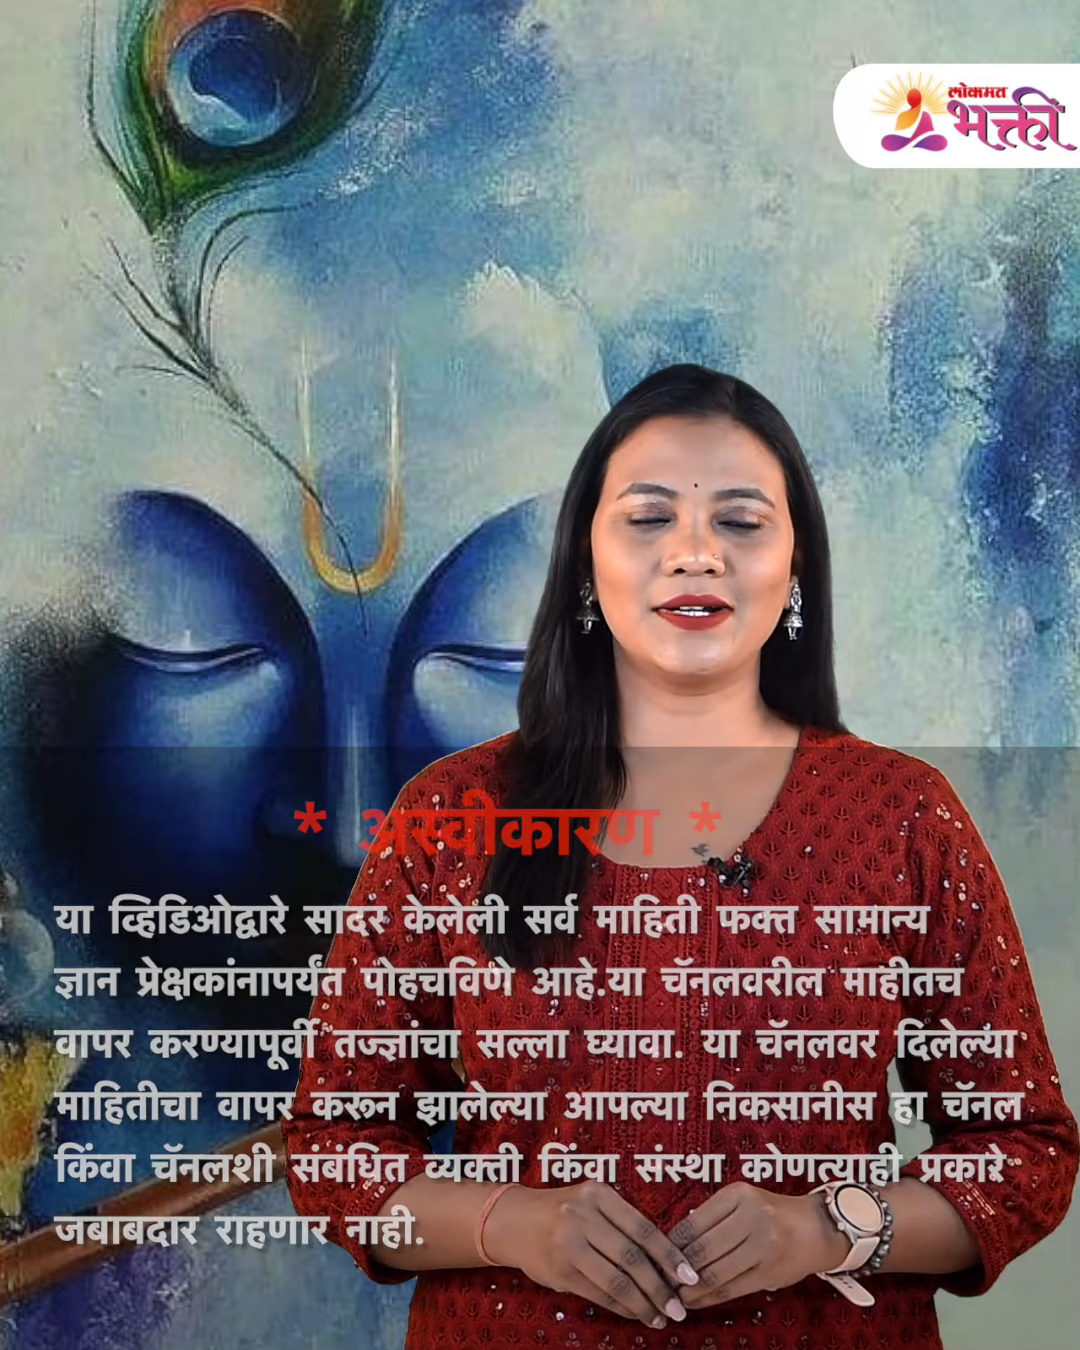 लोकमत
भक्ती
* अस्वीकारण *
या व्हिडिओद्वारे सादर केलेली सर्व माहिती फक्त सामान्य
ज्ञान प्रेक्षकांनापर्यंत पोहचविणे आहे.या चॅनलवरील माहीतच
वापर करण्यापूर्वी तज्ज्ञांचा सल्ला घ्यावा. या चॅनलवर दिलेल्या
माहितीचा वापर करून झालेल्या आपल्या निकसानीस हा चॅनल
किंवा चॅनलशी संबंधित व्यक्ती किंवा संस्था कोणत्याही प्रकारे
जबाबदार राहणार नाही.